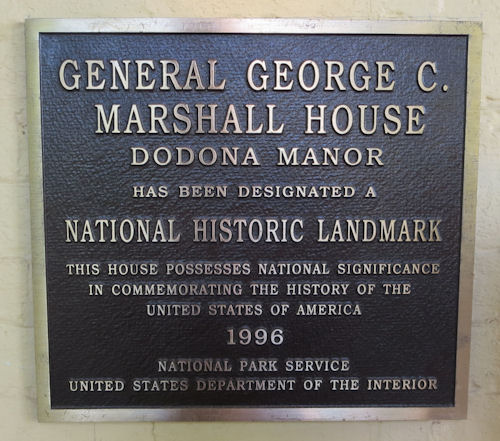 GENERAL GEORGE C.
MARSHALL HOUSE
DODONA MANOR
HAS BEEN DESIGNATED A
NATIONAL HISTORIC LANDMARK
THIS HOUSE POSSESSES NATIONAL SIGNIFICANCE
IN COMMEMORATING THE HISTORY OF THE
UNITED STATES OF AMERICA
1996
NATIONAL PARK SERVICE
UNITED STATES DEPARTMENT OF THE INTERIOR